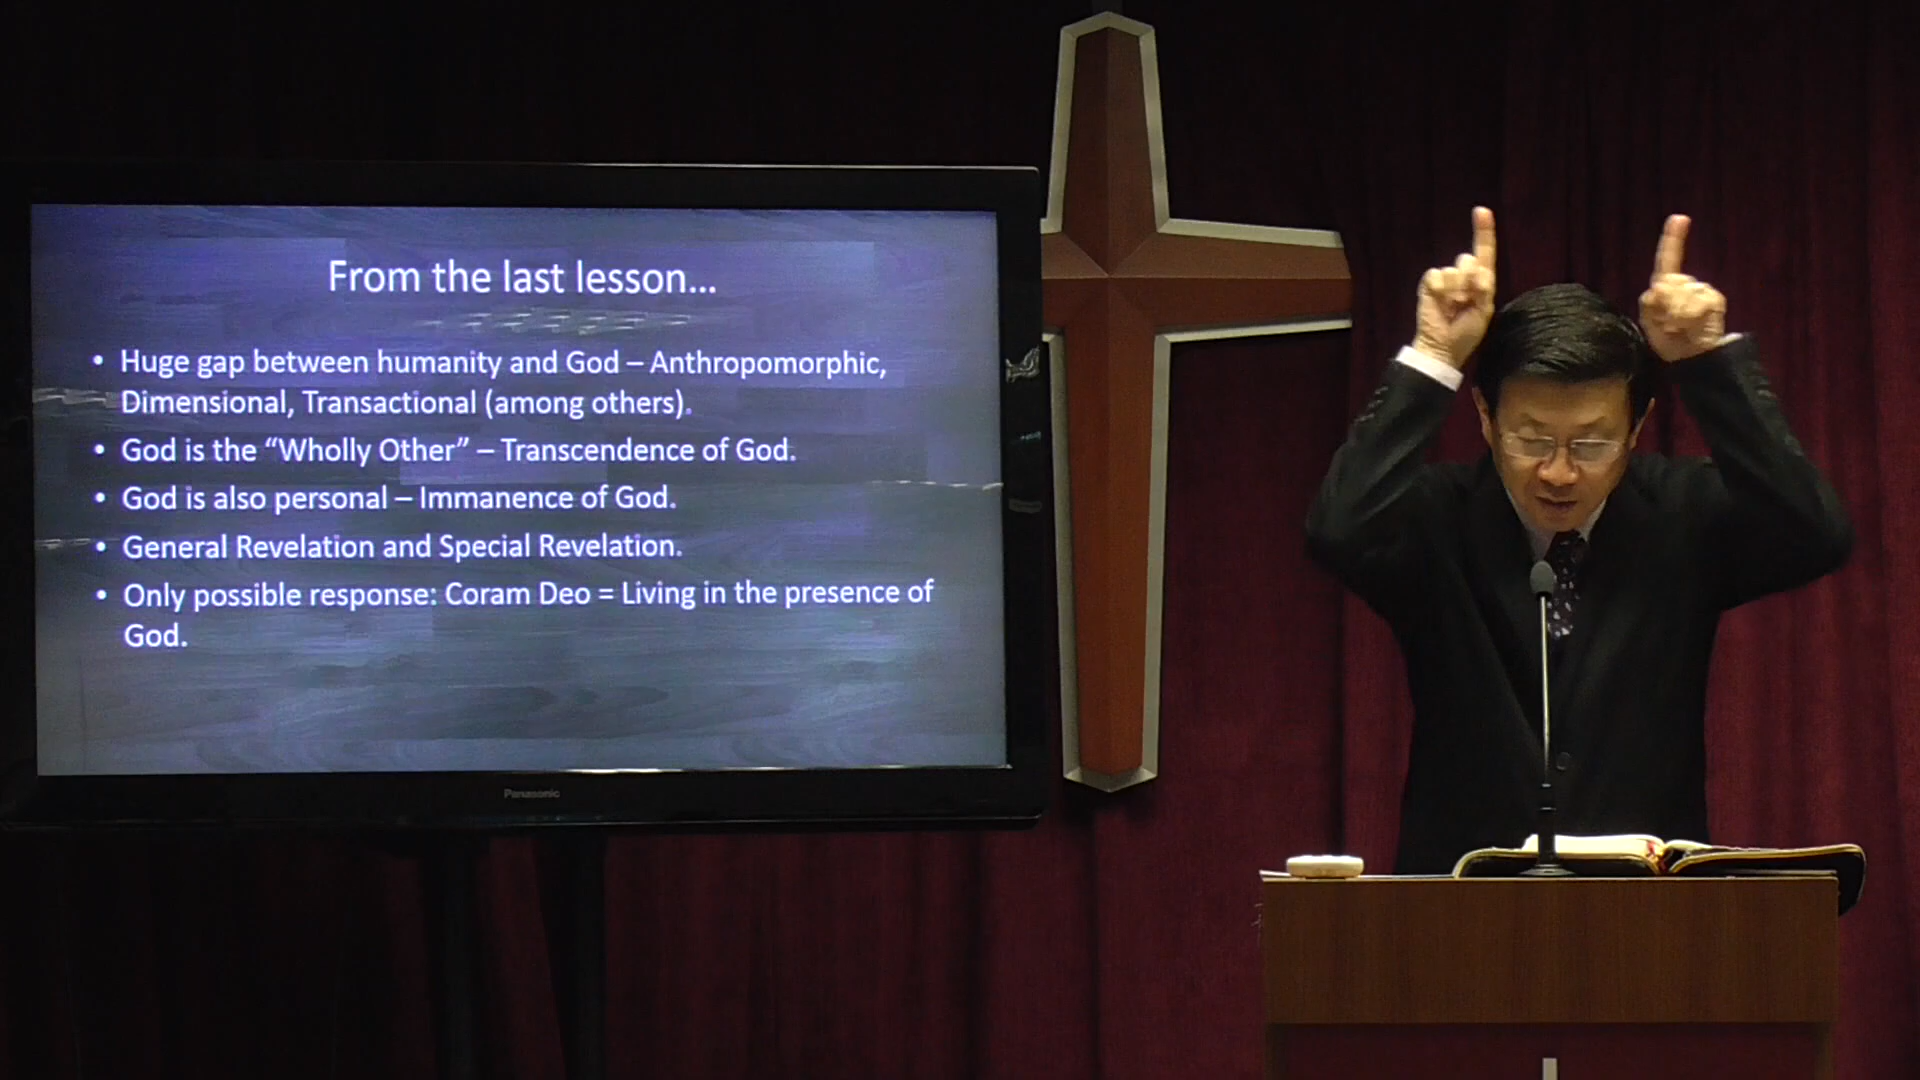 From the last lesson...
• Huge gap between humanity and God – Anthropomorphic,
Dimensional, Transactional (among others).
• God is the “Wholly Other” – Transcendence of God.
• God is also personal – Immanence of God.
• General Revelation and Special Revelation.
• Only possible response: Coram Deo = Living in the presence of
God.
Panasonic